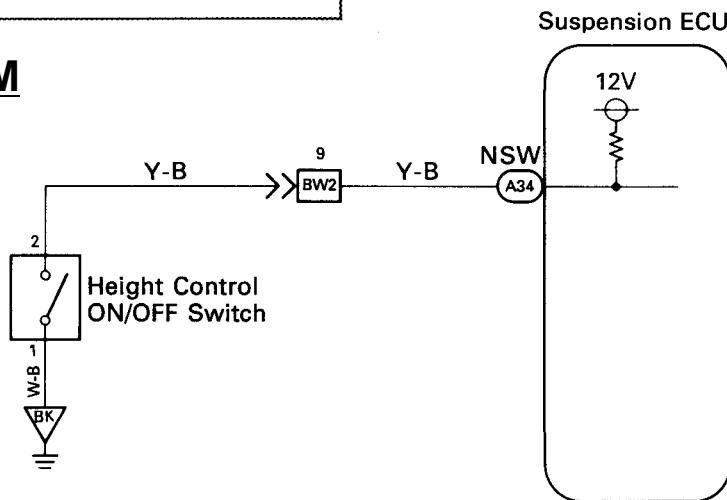 Suspension ECU
M
12V
9
NSW
Y-B
Y-B
BW2
A34
2
Height Control
ON/OFF Switch
1
W-B
BK